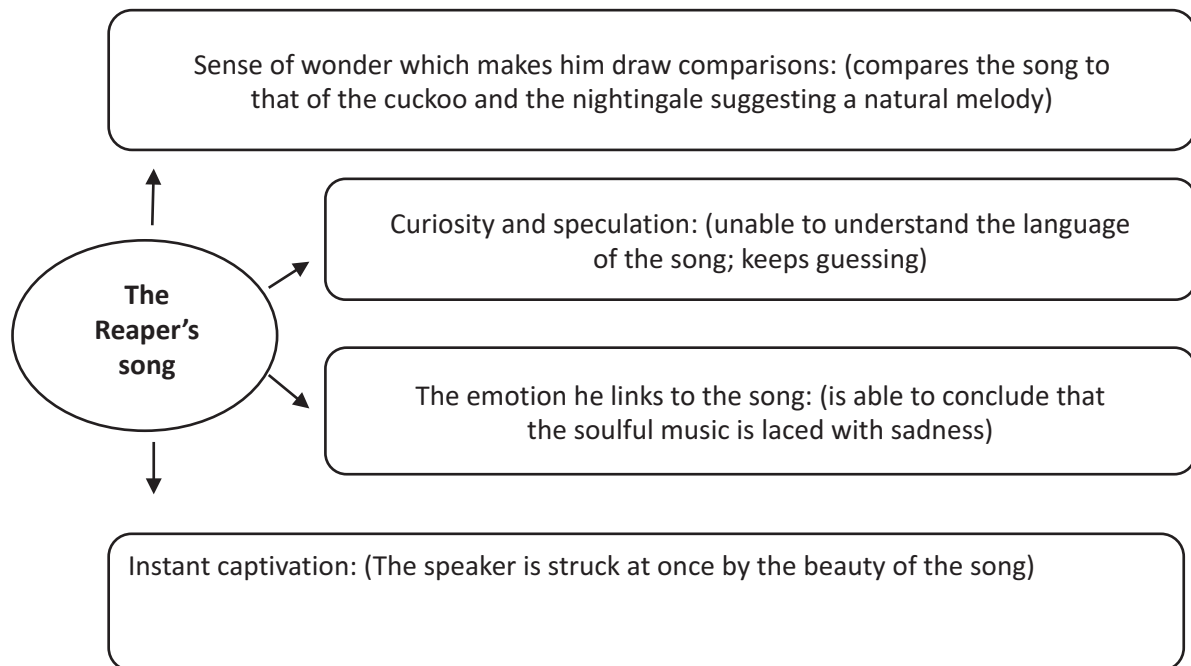 Sense of wonder which makes him draw comparisons: (compares the song to
that of the cuckoo and the nightingale suggesting a natural melody)
Curiosity and speculation: (unable to understand the language
of the song; keeps guessing)
The
Reaper’s
song
The emotion he links to the song: (is able to conclude that
the soulful music is laced with sadness)
Instant captivation: (The speaker is struck at once by the beauty of the song)